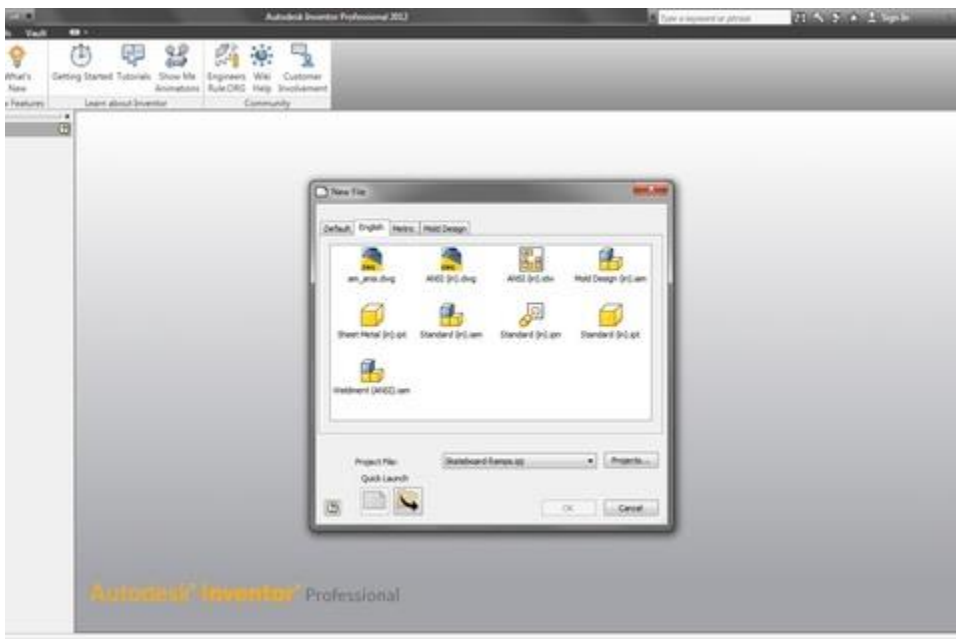 Autodesk Inventor Professional 2012
Type a keyword or phrase
Sign In
Vault
What's New
Getting Started
Tutorials
Show Me Animations
Engineers Rule.ORG
Wiki Help
Customer Involvement
Features
Learn about Inventor
Community
New File
Default
English
Metric
Mold Design
am_ansi.dwg
ANSI (in).dwg
ANSI (in).idw
Mold Design (in).iam
Sheet Metal (in).ipt
Standard (in).iam
Standard (in).ipn
Standard (in).ipt
Weldment (ANSI).iam
Project File:
Skateboard Ramps.ipj
Projects...
Quick Launch
OK
Cancel
Autodesk® Inventor® Professional